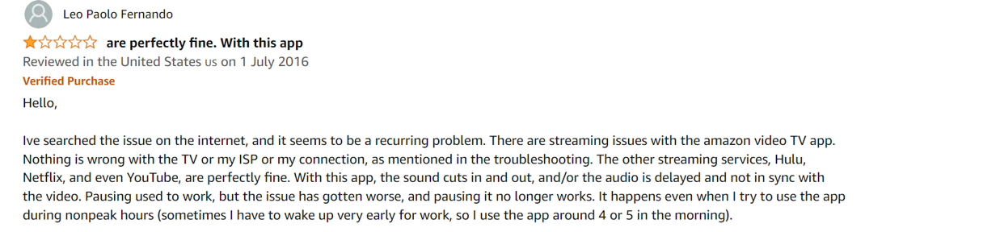 Leo Paolo Fernando
are perfectly fine. With this app
Reviewed in the United States us on 1 July 2016
Verified Purchase
Hello,
Ive searched the issue on the internet, and it seems to be a recurring problem. There are streaming issues with the amazon video TV app.
Nothing is wrong with the TV or my ISP or my connection, as mentioned in the troubleshooting. The other streaming services, Hulu,
Netflix, and even YouTube, are perfectly fine. With this app, the sound cuts in and out, and/or the audio is delayed and not in sync with
the video. Pausing used to work, but the issue has gotten worse, and pausing it no longer works. It happens even when I try to use the app
during nonpeak hours (sometimes I have to wake up very early for work, so I use the app around 4 or 5 in the morning).